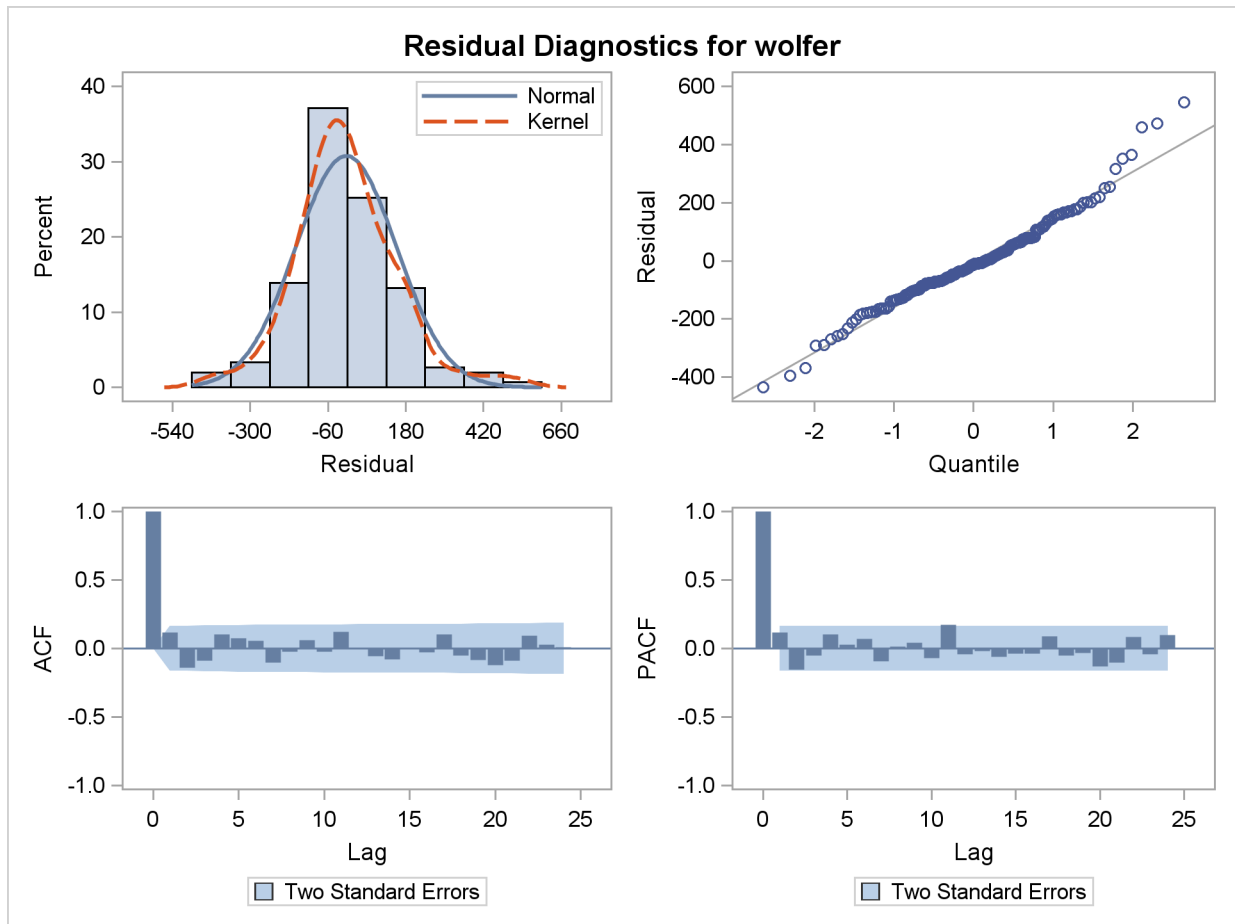 Residual Diagnostics for wolfer
Percent
40
30
20
10
0
Normal
Kernel
-540 -300 -60 180 420 660
Residual
Residual
600
400
200
0
-200
-400
-2 -1 0 1 2
Quantile
ACF
1.0
0.5
0.0
-0.5
-1.0
0 5 10 15 20 25
Lag
Two Standard Errors
PACF
1.0
0.5
0.0
-0.5
-1.0
0 5 10 15 20 25
Lag
Two Standard Errors